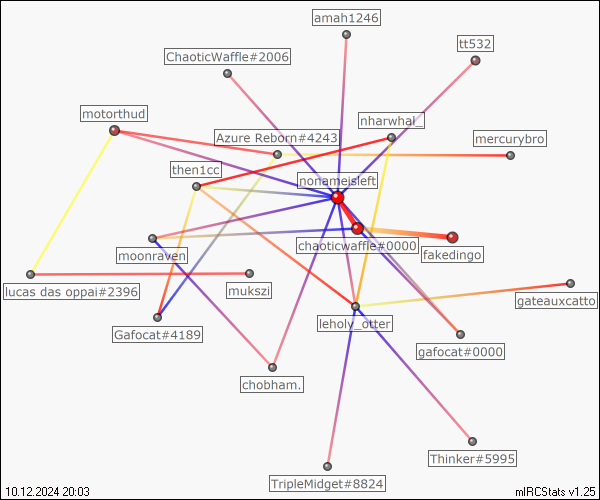 amah1246
tt532
ChaoticWaffle#2006
motorthud
nharwhal_
Azure Reborn#4243
mercurybro
then1cc
nonameisleft
chaoticwaffle#0000
moonraven
fakedingo
lucas das oppai#2396
mukszi
gateauxcatto
leholy_otter
Gafocat#4189
gafocat#0000
chobham.
Thinker#5995
TripleMidget#8824
10.12.2024 20:03
mIRCStats v1.25